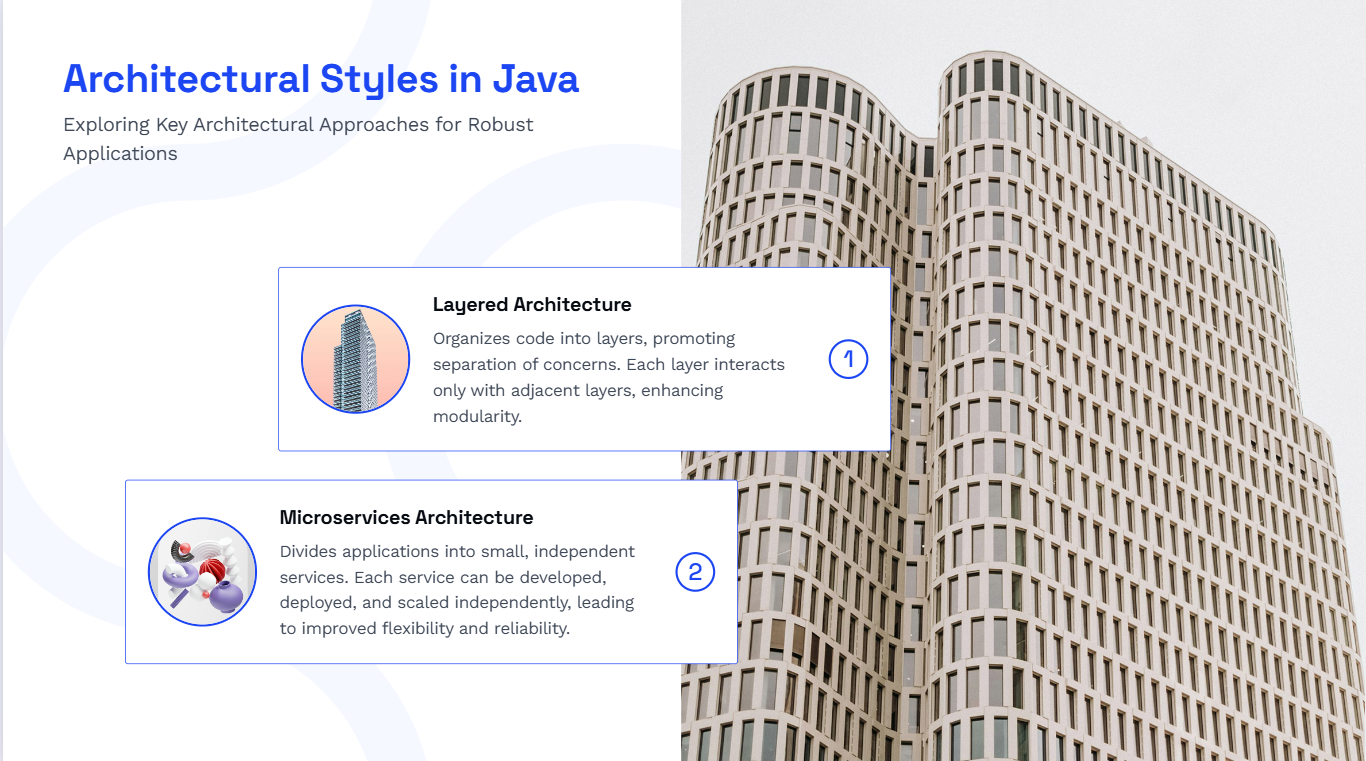 Architectural Styles in Java
Exploring Key Architectural Approaches for Robust
Applications
Layered Architecture
Organizes code into layers, promoting
separation of concerns. Each layer interacts
only with adjacent layers, enhancing
modularity.
1
Microservices Architecture
Divides applications into small, independent
services. Each service can be developed,
deployed, and scaled independently, leading
to improved flexibility and reliability.
2